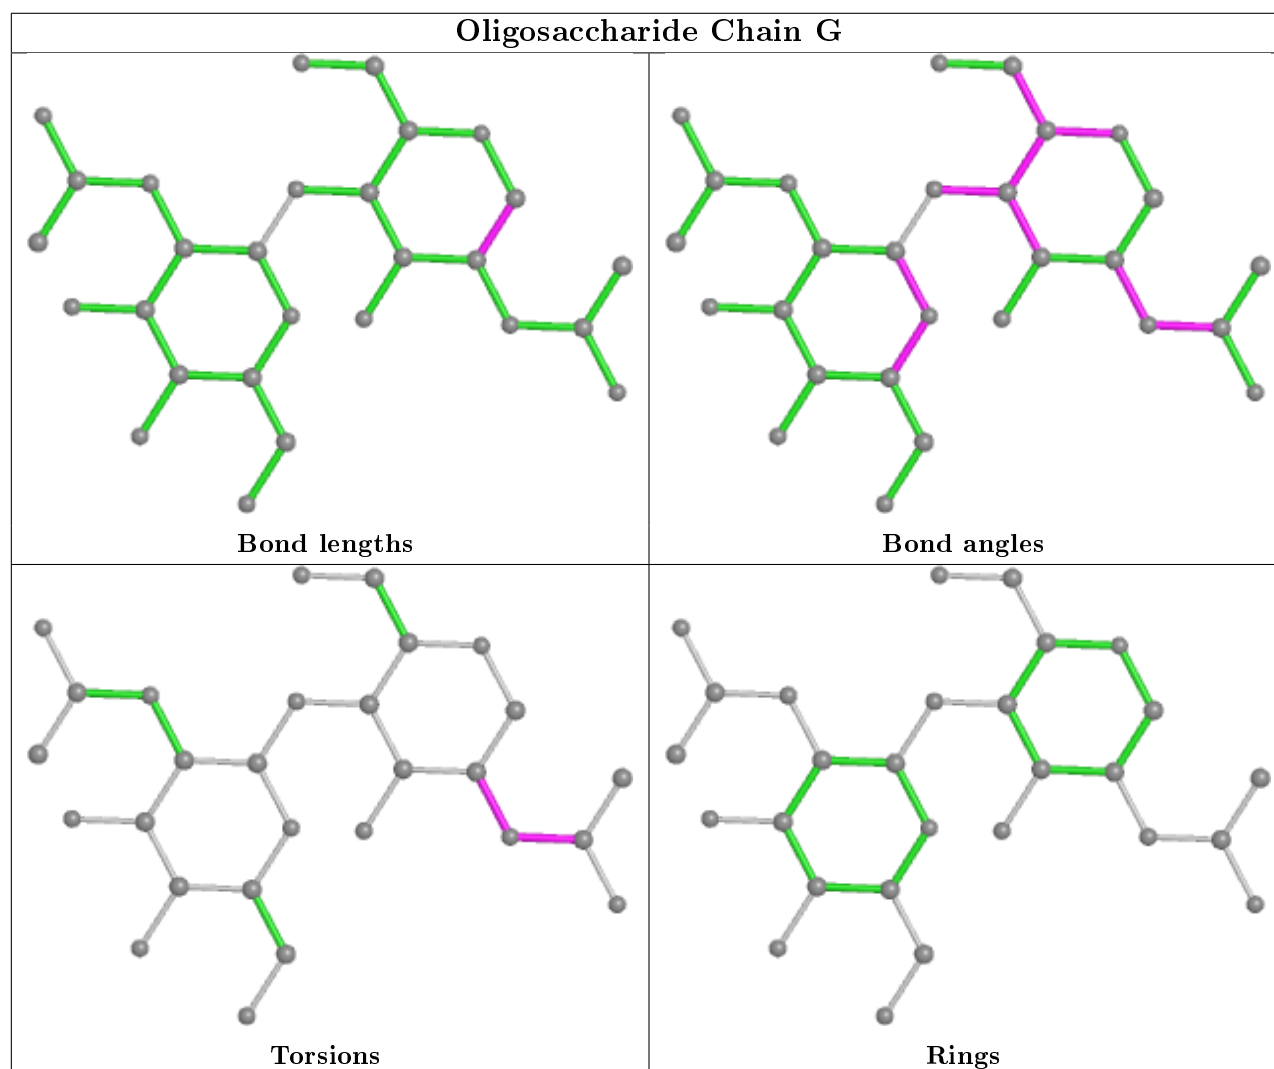 Oligosaccharide Chain G
Bond lengths
Bond angles
Torsions
Rings